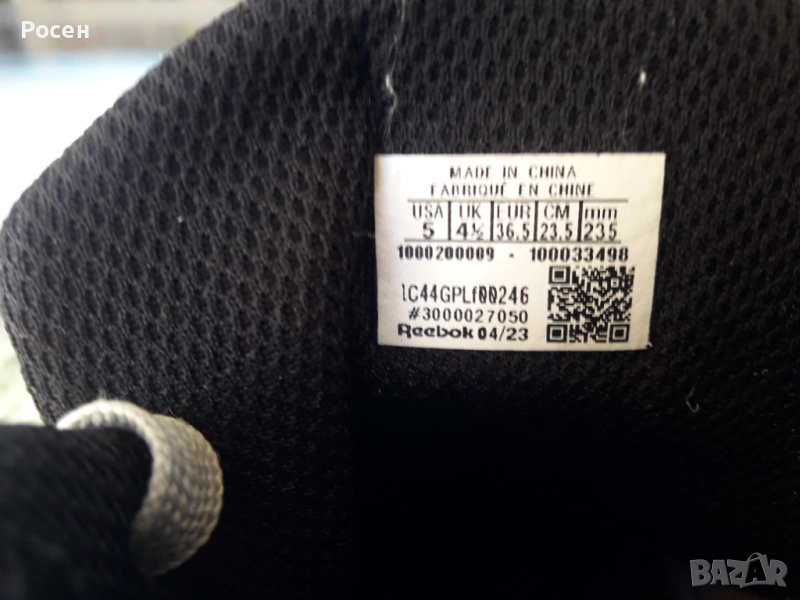 Росен
MADE IN CHINA
FABRIQUÉ EN CHINE
USA UK EUR CM mm
5 4½ 36,5 23,5 235
1000200009 - 100033498
1C44GPLf00246
#3000027050
Reebok 04/23
BAZAR